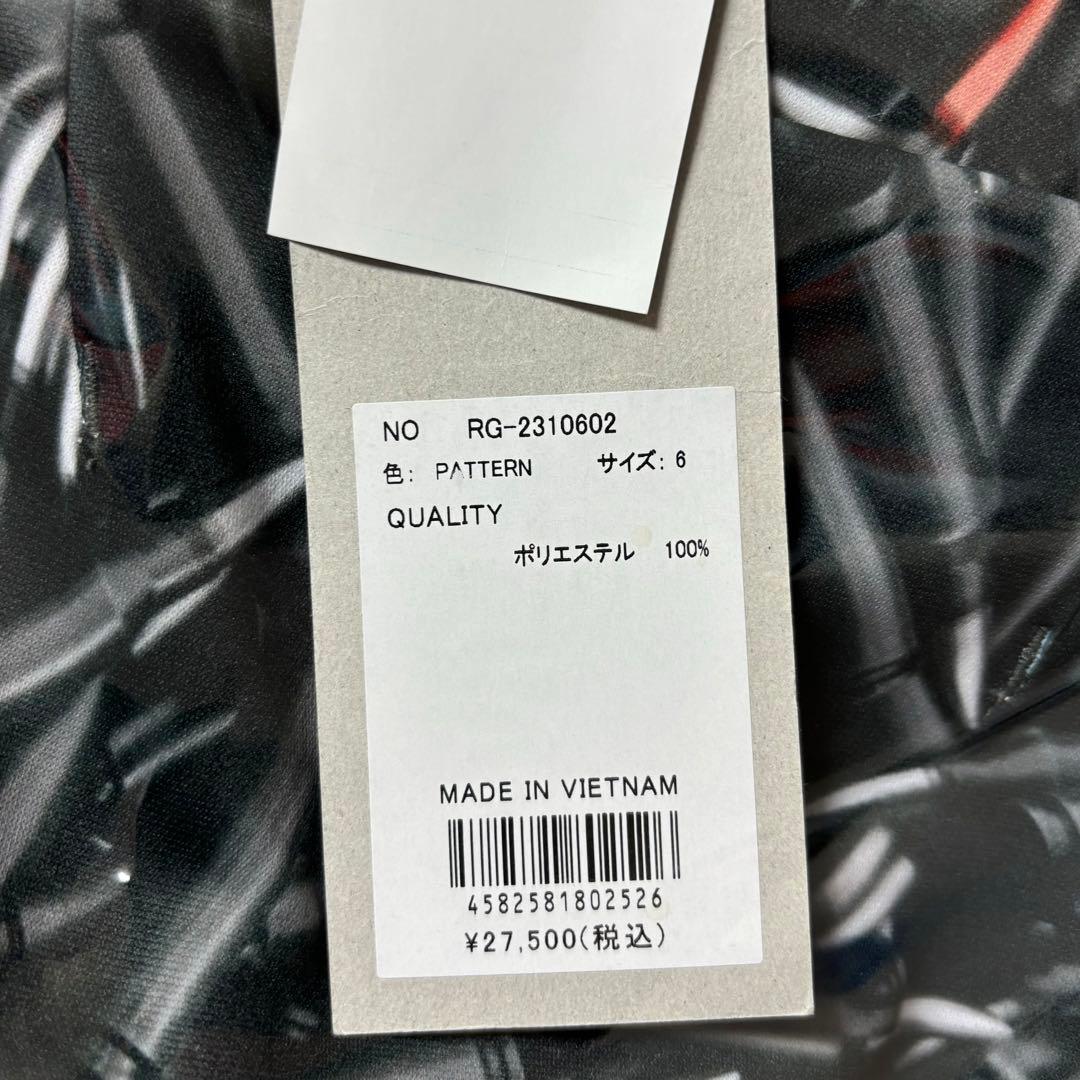 NO RG-2310602
色: PATTERN サイズ: 6
QUALITY
ポリエステル 100%
MADE IN VIETNAM
4582581802526
¥27,500(税込)